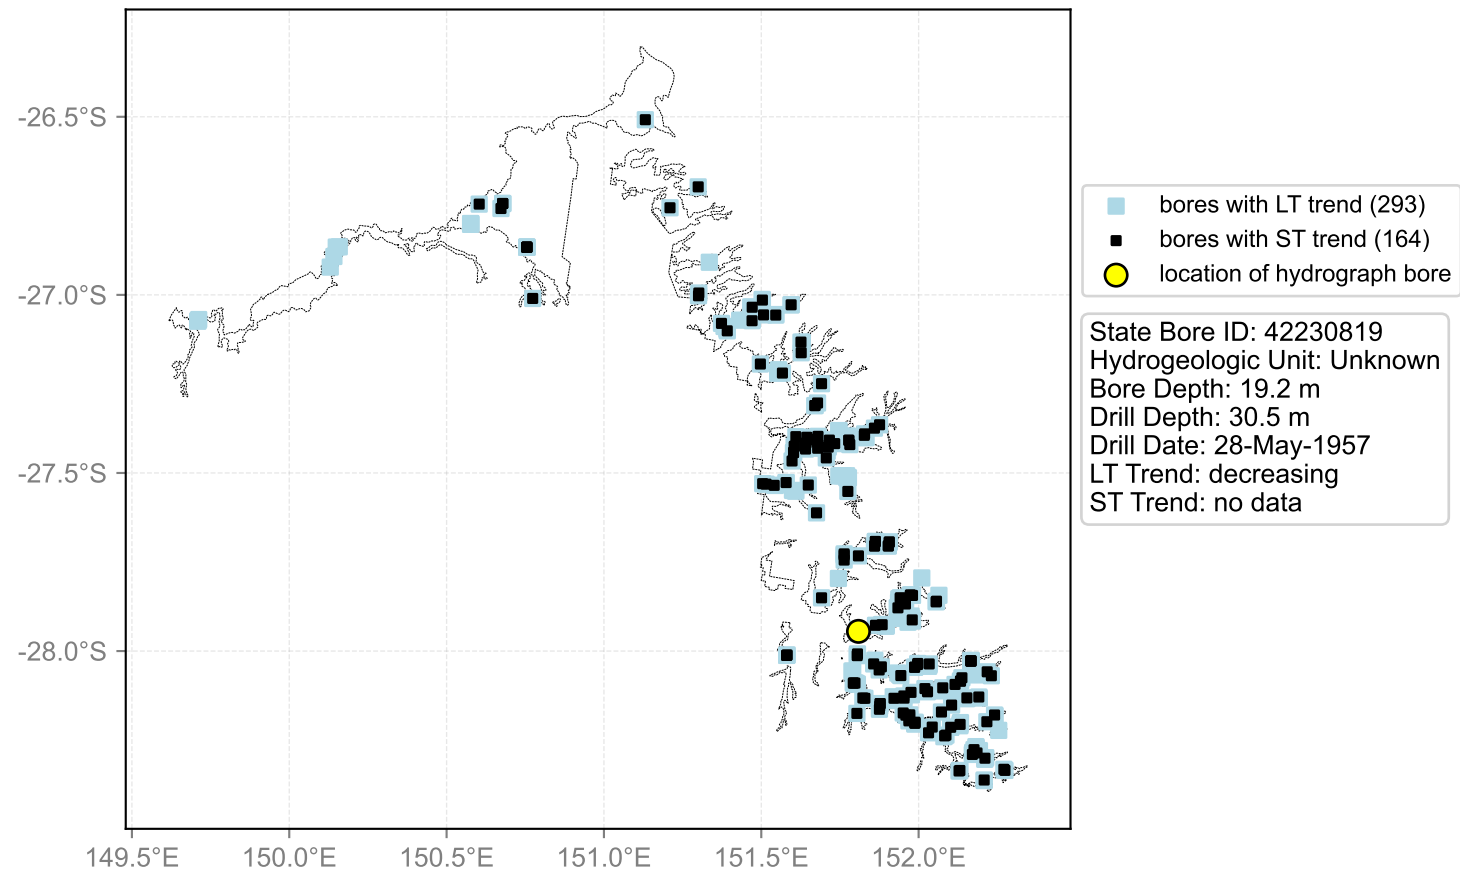 -26.5°S
-27.0°S
-27.5°S
-28.0°S
149.5°E
150.0°E
150.5°E
151.0°E
151.5°E
152.0°E
bores with LT trend (293)
bores with ST trend (164)
location of hydrograph bore
State Bore ID: 42230819
Hydrogeologic Unit: Unknown
Bore Depth: 19.2 m
Drill Depth: 30.5 m
Drill Date: 28-May-1957
LT Trend: decreasing
ST Trend: no data